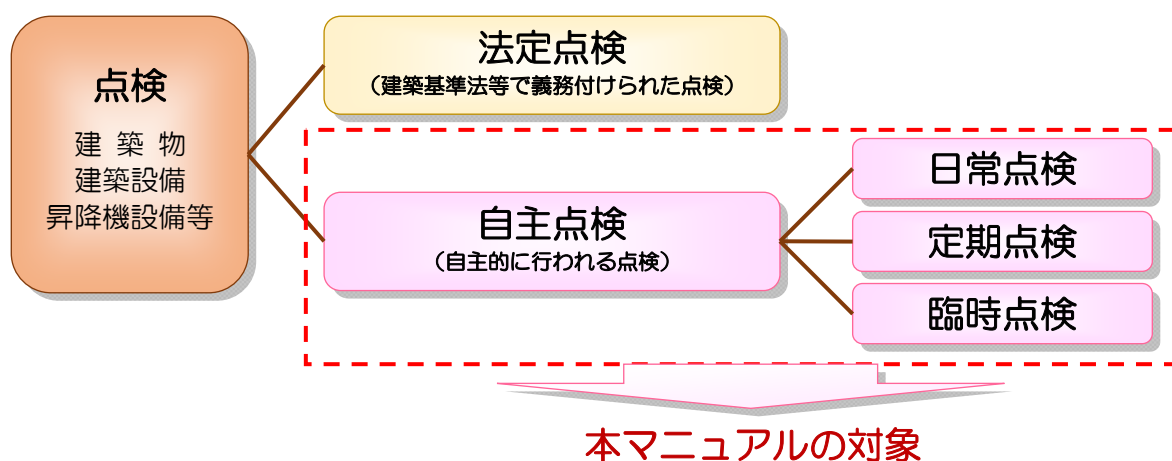 点検
建 築 物
建築設備
昇降機設備等
法定点検
（建築基準法等で義務付けられた点検）
自主点検
（自主的に行われる点検）
日常点検
定期点検
臨時点検
本マニュアルの対象